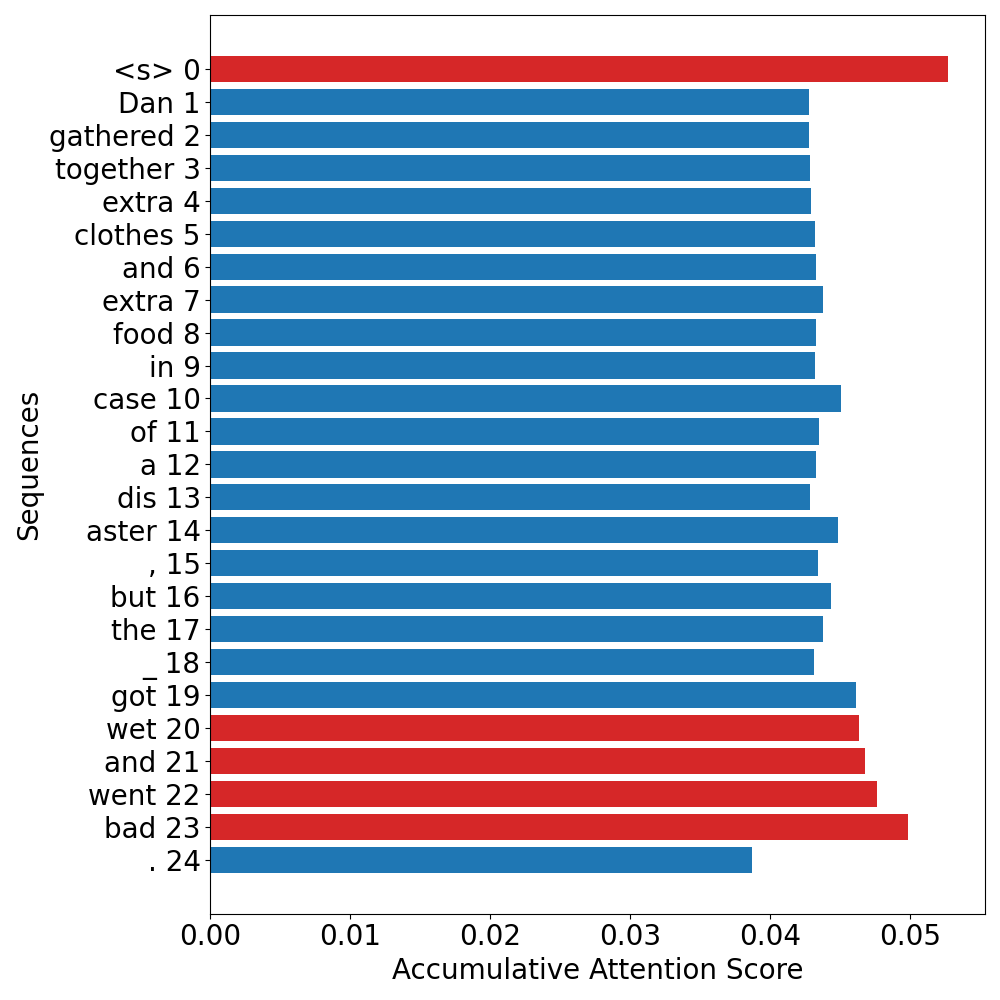 <s> 0
Dan 1
gathered 2
together 3
extra 4
clothes 5
and 6
extra 7
food 8
in 9
case 10
of 11
a 12
dis 13
aster 14
, 15
but 16
the 17
_ 18
got 19
wet 20
and 21
went 22
bad 23
. 24
Sequences
0.00 0.01 0.02 0.03 0.04 0.05
Accumulative Attention Score